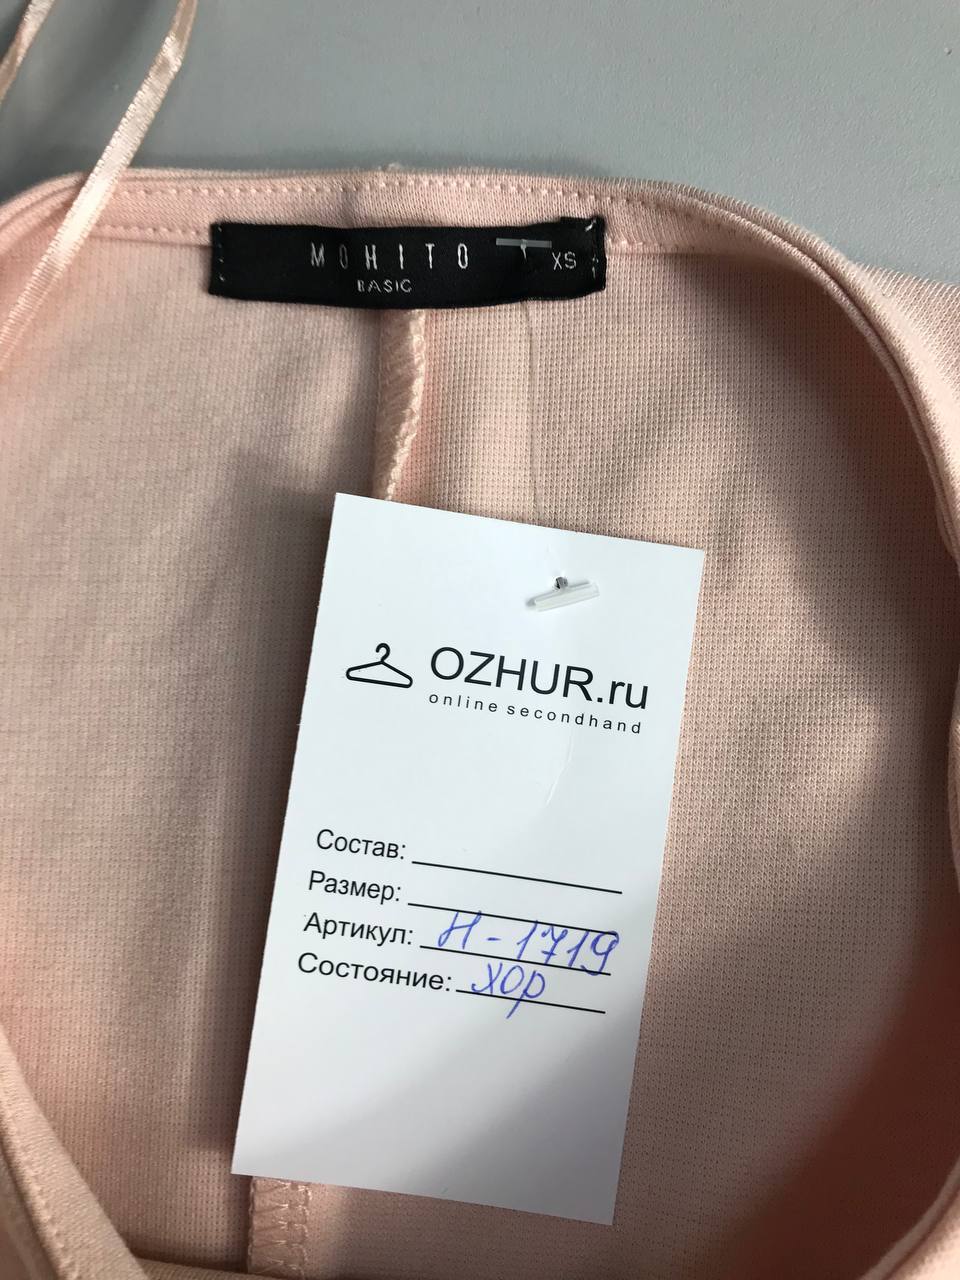 MOHITO
BASIC
XS
OZHUR.ru
online secondhand
Состав:
Размер:
Артикул: Н-1719
Состояние: хор